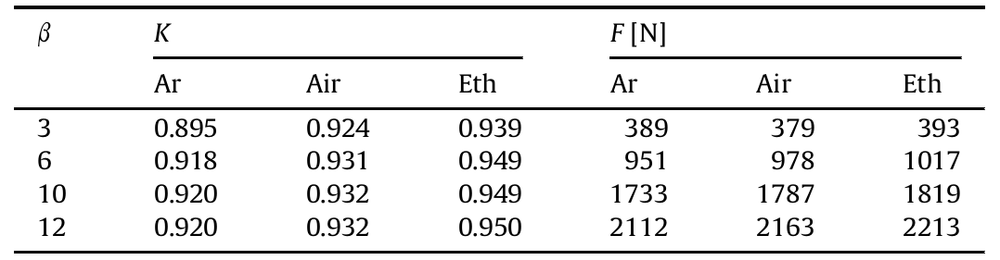 β K F [N]
Ar Air Eth Ar Air Eth
3 0.895 0.924 0.939 389 379 393
6 0.918 0.931 0.949 951 978 1017
10 0.920 0.932 0.949 1733 1787 1819
12 0.920 0.932 0.950 2112 2163 2213